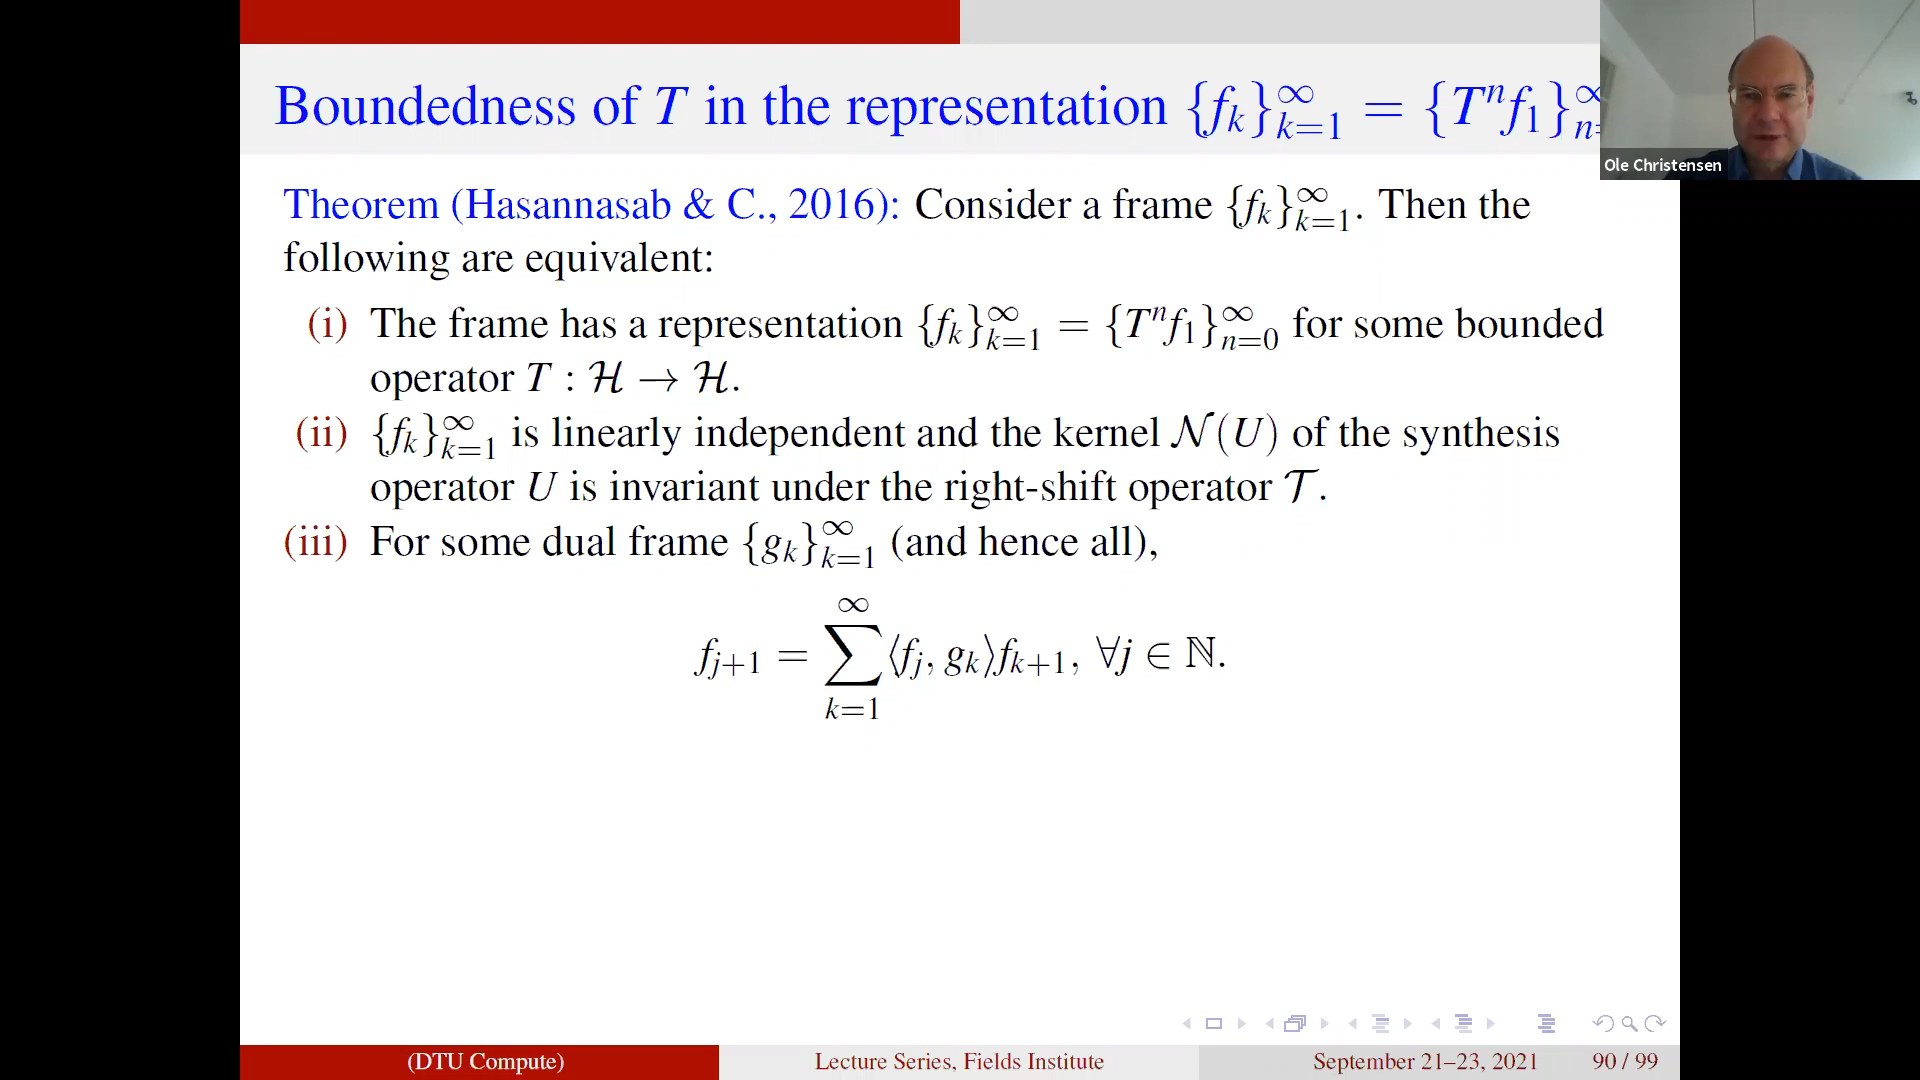 Boundedness of T in the representation {f_k}_{k=1}^∞ = {T^n f_1}_{n=}^∞
Ole Christensen
Theorem (Hasannasab & C., 2016): Consider a frame {f_k}_{k=1}^∞. Then the
following are equivalent:
(i) The frame has a representation {f_k}_{k=1}^∞ = {T^n f_1}_{n=0}^∞ for some bounded
operator T : ℋ → ℋ.
(ii) {f_k}_{k=1}^∞ is linearly independent and the kernel 𝒩(U) of the synthesis
operator U is invariant under the right-shift operator 𝒯.
(iii) For some dual frame {g_k}_{k=1}^∞ (and hence all),
f_{j+1} = ∑_{k=1}^∞ ⟨f_j, g_k⟩f_{k+1}, ∀j ∈ ℕ.
(DTU Compute) Lecture Series, Fields Institute September 21–23, 2021 90 / 99